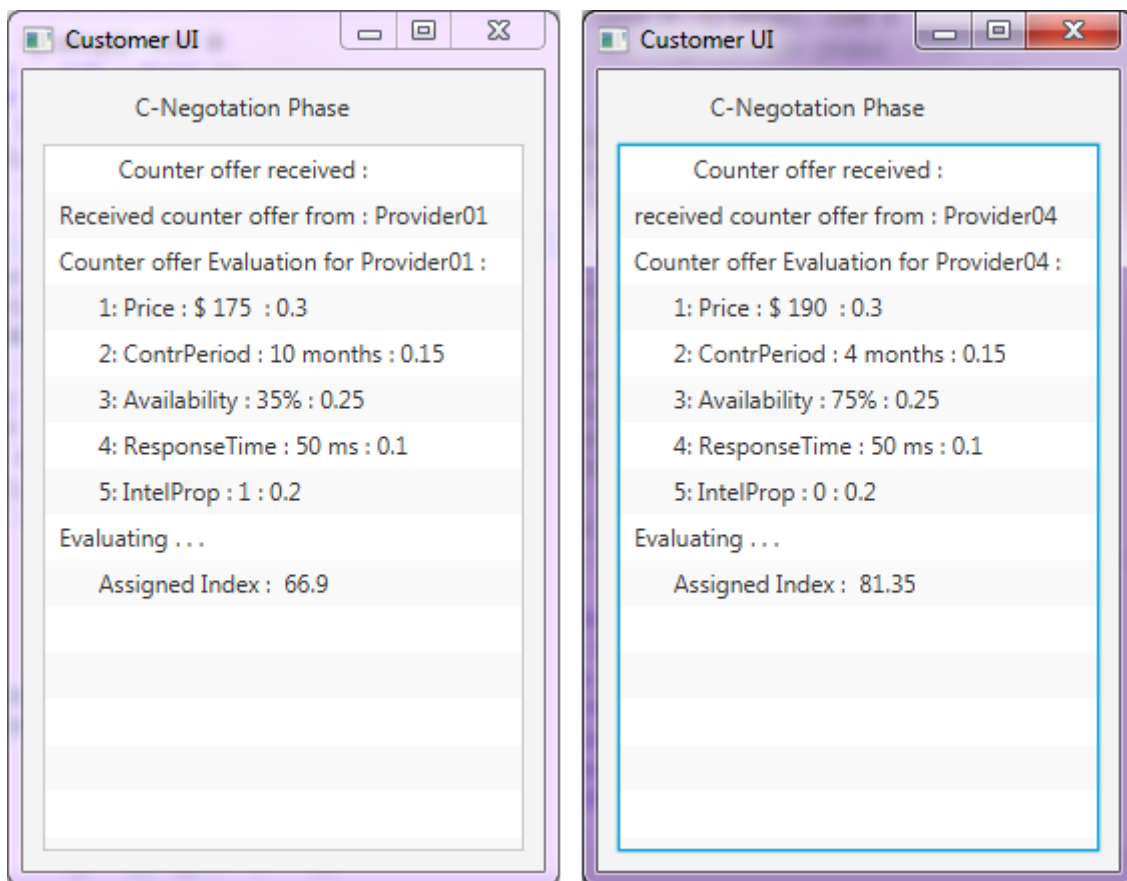 Customer UI
C-Negotation Phase
Counter offer received :
Received counter offer from : Provider01
Counter offer Evaluation for Provider01 :
1: Price : $ 175 : 0.3
2: ContrPeriod : 10 months : 0.15
3: Availability : 35% : 0.25
4: ResponseTime : 50 ms : 0.1
5: IntelProp : 1 : 0.2
Evaluating . . .
Assigned Index : 66.9
Customer UI
C-Negotation Phase
Counter offer received :
received counter offer from : Provider04
Counter offer Evaluation for Provider04 :
1: Price : $ 190 : 0.3
2: ContrPeriod : 4 months : 0.15
3: Availability : 75% : 0.25
4: ResponseTime : 50 ms : 0.1
5: IntelProp : 0 : 0.2
Evaluating . . .
Assigned Index : 81.35